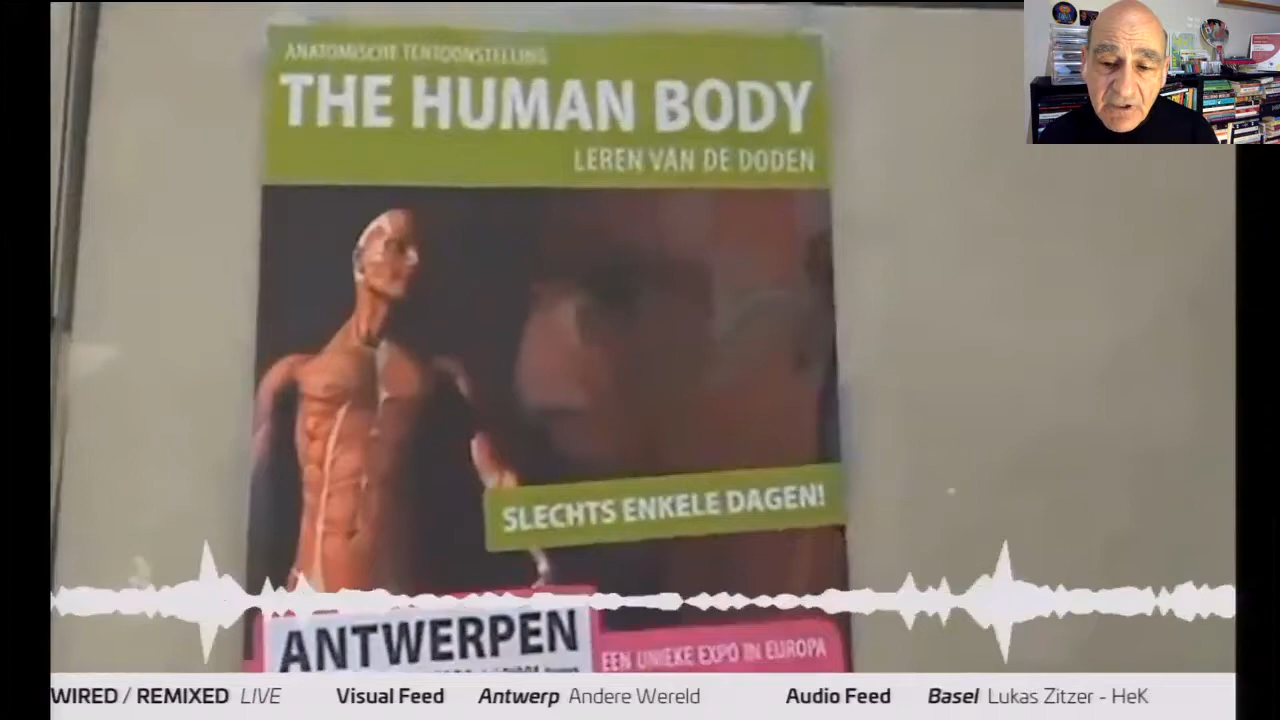 ANATOMISCHE TENTOONSTELLING
THE HUMAN BODY
LEREN VAN DE DODEN
SLECHTS ENKELE DAGEN!
ANTWERPEN
EEN UNIEKE EXPO IN EUROPA
WIRED / REMIXED LIVE Visual Feed Antwerp Andere Wereld Audio Feed Basel Lukas Zitzer - HeK